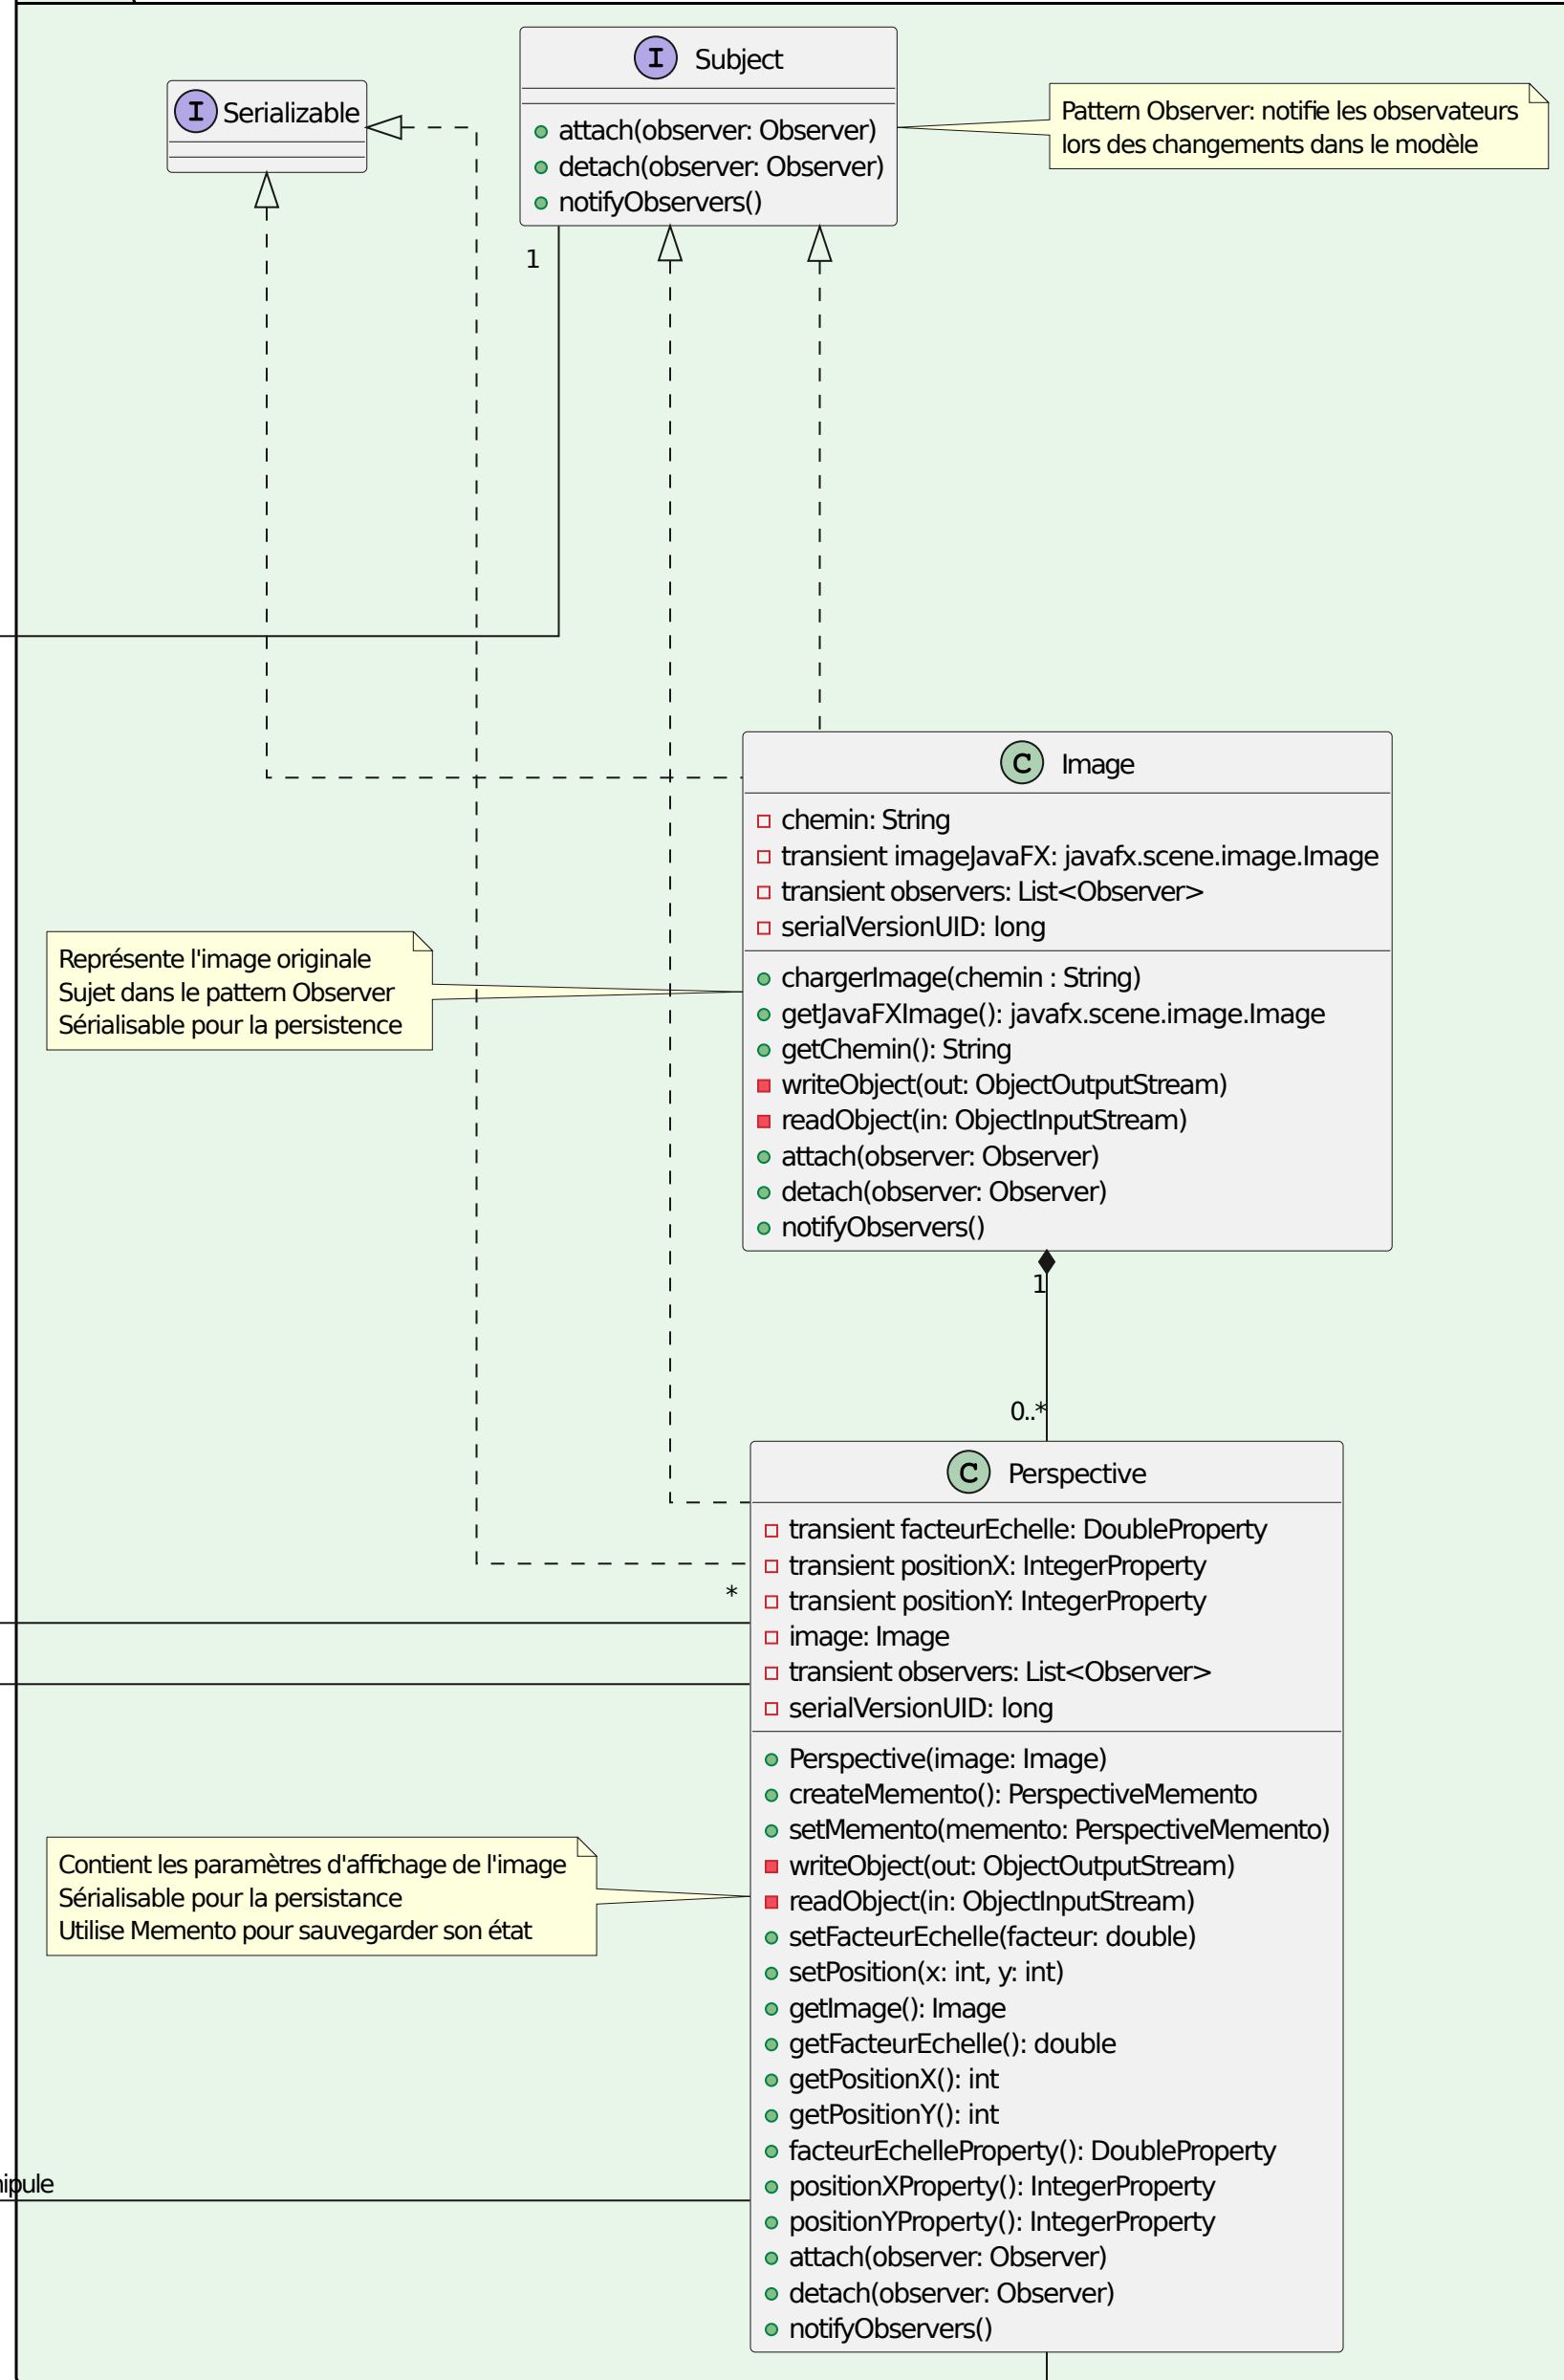 I Subject
I Serializable
attach(observer: Observer)
detach(observer: Observer)
notifyObservers()
Pattern Observer: notifie les observateurs
lors des changements dans le modèle
1
C Image
chemin: String
transient imageJavaFX: javafx.scene.image.Image
transient observers: List<Observer>
serialVersionUID: long
chargerImage(chemin : String)
getJavaFXImage(): javafx.scene.image.Image
getChemin(): String
writeObject(out: ObjectOutputStream)
readObject(in: ObjectInputStream)
attach(observer: Observer)
detach(observer: Observer)
notifyObservers()
Représente l'image originale
Sujet dans le pattern Observer
Sérialisable pour la persistence
1
0..*
C Perspective
transient facteurEchelle: DoubleProperty
transient positionX: IntegerProperty
transient positionY: IntegerProperty
image: Image
transient observers: List<Observer>
serialVersionUID: long
*
Perspective(image: Image)
createMemento(): PerspectiveMemento
setMemento(memento: PerspectiveMemento)
writeObject(out: ObjectOutputStream)
readObject(in: ObjectInputStream)
setFacteurEchelle(facteur: double)
setPosition(x: int, y: int)
getImage(): Image
getFacteurEchelle(): double
getPositionX(): int
getPositionY(): int
facteurEchelleProperty(): DoubleProperty
positionXProperty(): IntegerProperty
positionYProperty(): IntegerProperty
attach(observer: Observer)
detach(observer: Observer)
notifyObservers()
Contient les paramètres d'affichage de l'image
Sérialisable pour la persistance
Utilise Memento pour sauvegarder son état